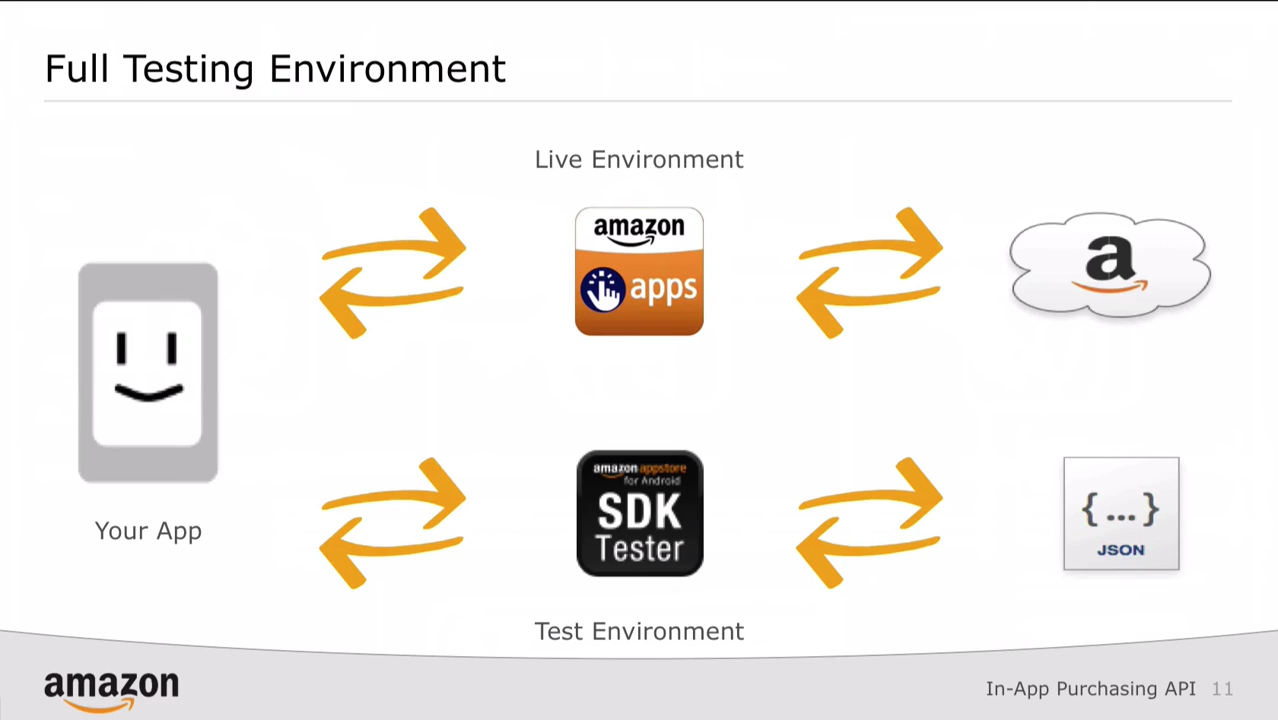 Full Testing Environment
Live Environment
amazon
apps
a
Your App
amazon appstore
for Android
SDK
Tester
{...}
JSON
Test Environment
amazon
In-App Purchasing API 11